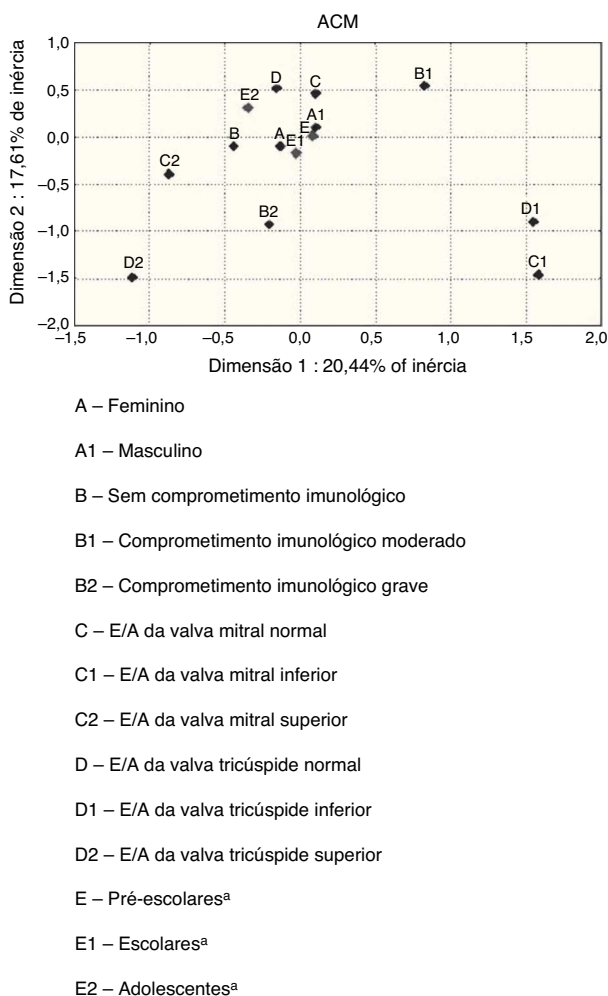 ACM
Dimensão 2 : 17,61% de inércia
1,0
0,5
0,0
–0,5
–1,0
–1,5
–2,0
D
C
B1
E2
A1
E
B
A
E1
C2
B2
D1
D2
C1
–1,5
–1,0
–0,5
0,0
0,5
1,0
1,5
2,0
Dimensão 1 : 20,44% of inércia
A – Feminino
A1 – Masculino
B – Sem comprometimento imunológico
B1 – Comprometimento imunológico moderado
B2 – Comprometimento imunológico grave
C – E/A da valva mitral normal
C1 – E/A da valva mitral inferior
C2 – E/A da valva mitral superior
D – E/A da valva tricúspide normal
D1 – E/A da valva tricúspide inferior
D2 – E/A da valva tricúspide superior
E – Pré-escolaresª
E1 – Escolaresª
E2 – Adolescentesª